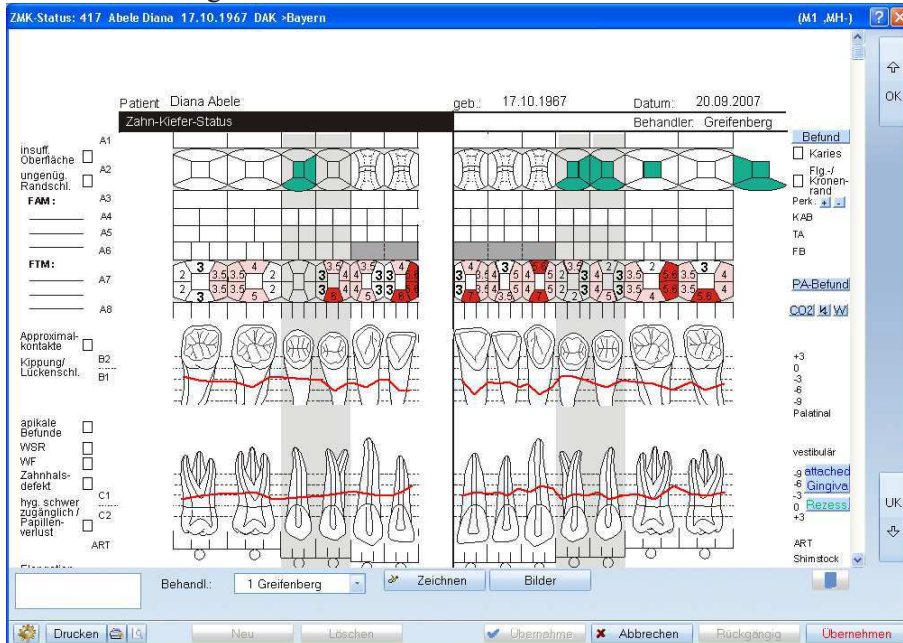 ZMK-Status: 417 Abele Diana 17.10.1967 DAK >Bayern (M1 ,MH-)
OK
Patient Diana Abele geb.: 17.10.1967 Datum: 20.09.2007
Zahn-Kiefer-Status Behandler: Greifenberg
A1
Befund
insuff.
Oberfläche
Karies
A2
ungenüg.
Randschl.
Flg.-/
Kronen-
rand
FAM:
A3
Perk. + -
A4
KAB
A5
TA
A6
FB
FTM:
A7
PA-Befund
A8
CO2 W
Approximal-
kontakte
Kippung/
Lückenschl.
B2
B1
+3
0
-3
-6
-9
Palatinal
apikale
Befunde
WSR
WF
Zahnhals-
defekt
hyg. schwer
zugänglich /
Papillen-
verlust
vestibulär
-9 attached
-6 Gingiva
-3
0 Rezess.
+3
C1
C2
UK
ART
ART
Shimstock
Behandl.: 1 Greifenberg Zeichnen Bilder
Drucken Neu Löschen Übernahme Abbrechen Rückgängig Übernehmen